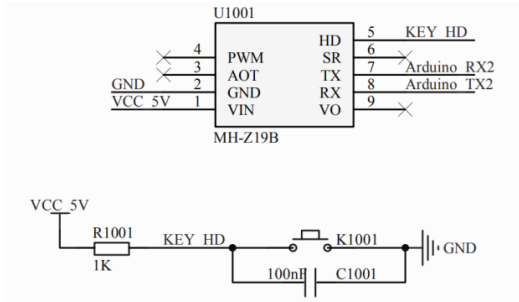 U1001
HD 5 KEY_HD
4 PWM SR 6
3 AOT TX 7 Arduino_RX2
GND 2 GND RX 8 Arduino_TX2
VCC_5V 1 VIN VO 9
MH-Z19B
VCC_5V
R1001 KEY_HD K1001 GND
1K 100nF C1001